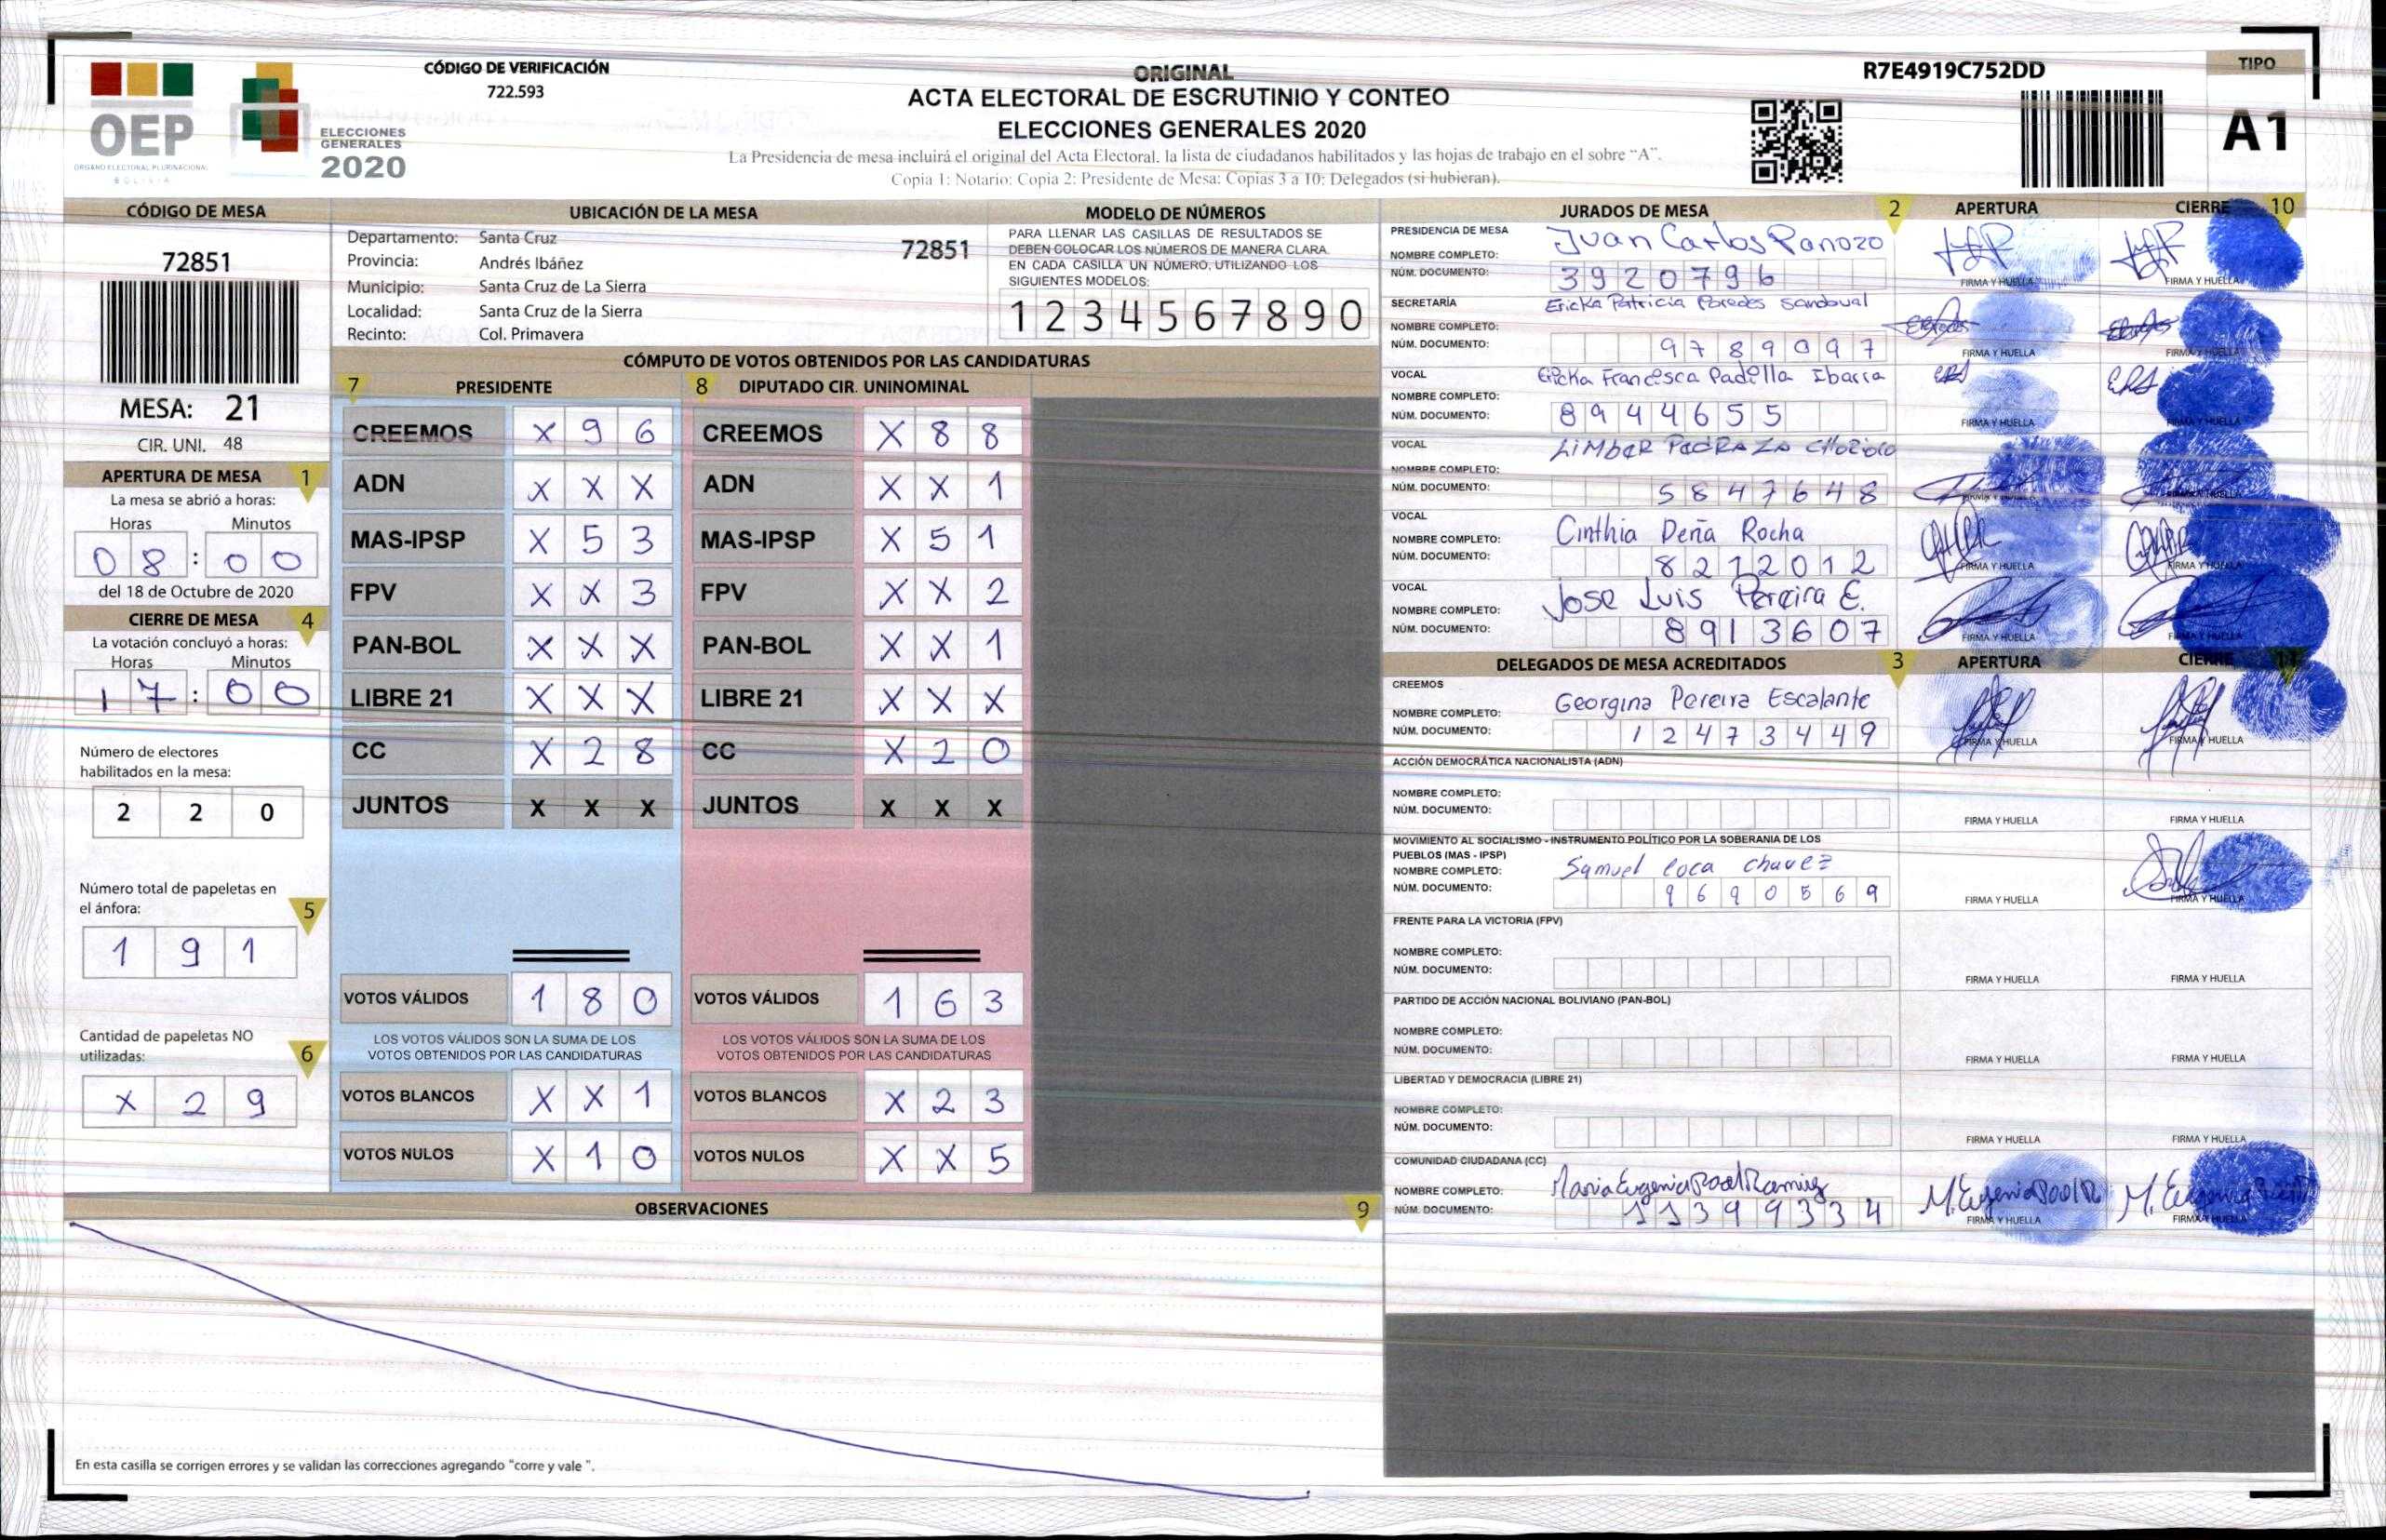 OEP
ÓRGANO ELECTORAL PLURINACIONAL
BOLIVIA
ELECCIONES
GENERALES
2020
CÓDIGO DE VERIFICACIÓN
722.593
ORIGINAL
ACTA ELECTORAL DE ESCRUTINIO Y CONTEO
ELECCIONES GENERALES 2020
La Presidencia de mesa incluirá el original del Acta Electoral, la lista de ciudadanos habilitados y las hojas de trabajo en el sobre “A”.
Copia 1: Notario: Copia 2: Presidente de Mesa: Copias 3 a 10: Delegados (si hubieran).
R7E4919C752DD
TIPO
A1
CÓDIGO DE MESA
72851
MESA: 21
CIR. UNI. 48
APERTURA DE MESA 1
La mesa se abrió a horas:
Horas Minutos
08:00
del 18 de Octubre de 2020
CIERRE DE MESA 4
La votación concluyó a horas:
Horas Minutos
17:00
Número de electores
habilitados en la mesa:
2 2 0
Número total de papeletas en
el ánfora: 5
1 9 1
Cantidad de papeletas NO
utilizadas: 6
X 2 9
UBICACIÓN DE LA MESA
Departamento: Santa Cruz 72851
Provincia: Andrés Ibáñez
Municipio: Santa Cruz de La Sierra
Localidad: Santa Cruz de la Sierra
Recinto: Col. Primavera
MODELO DE NÚMEROS
PARA LLENAR LAS CASILLAS DE RESULTADOS SE
DEBEN COLOCAR LOS NÚMEROS DE MANERA CLARA.
EN CADA CASILLA UN NÚMERO, UTILIZANDO LOS
SIGUIENTES MODELOS:
1 2 3 4 5 6 7 8 9 0
CÓMPUTO DE VOTOS OBTENIDOS POR LAS CANDIDATURAS
7 PRESIDENTE 8 DIPUTADO CIR. UNINOMINAL
CREEMOS X 9 6 CREEMOS X 8 8
ADN X X X ADN X X 1
MAS-IPSP X 5 3 MAS-IPSP X 5 1
FPV X X 3 FPV X X 2
PAN-BOL X X X PAN-BOL X X 1
LIBRE 21 X X X LIBRE 21 X X X
CC X 2 8 CC X 2 0
JUNTOS X X X JUNTOS X X X
VOTOS VÁLIDOS 1 8 0 VOTOS VÁLIDOS 1 6 3
LOS VOTOS VÁLIDOS SON LA SUMA DE LOS LOS VOTOS VÁLIDOS SON LA SUMA DE LOS
VOTOS OBTENIDOS POR LAS CANDIDATURAS VOTOS OBTENIDOS POR LAS CANDIDATURAS
VOTOS BLANCOS X X 1 VOTOS BLANCOS X 2 3
VOTOS NULOS X 1 0 VOTOS NULOS X X 5
OBSERVACIONES 9
En esta casilla se corrigen errores y se validan las correcciones agregando "corre y vale ".
JURADOS DE MESA 2 APERTURA CIERRE 10
PRESIDENCIA DE MESA
NOMBRE COMPLETO: Juan Carlos Panozo
NÚM. DOCUMENTO: 3920796 FIRMA Y HUELLA FIRMA Y HUELLA
SECRETARÍA
NOMBRE COMPLETO: Ericka Patricia Paredes Sandoval
NÚM. DOCUMENTO: 9789097 FIRMA Y HUELLA FIRMA Y HUELLA
VOCAL
NOMBRE COMPLETO: Ericka Francisca Padilla Ibarra
NÚM. DOCUMENTO: 8944655 FIRMA Y HUELLA FIRMA Y HUELLA
VOCAL
NOMBRE COMPLETO: LIMBER PEDRAZA
NÚM. DOCUMENTO: 5847648 FIRMA Y HUELLA FIRMA Y HUELLA
VOCAL
NOMBRE COMPLETO: Cinthia Peña Rocha
NÚM. DOCUMENTO: 8212012 FIRMA Y HUELLA FIRMA Y HUELLA
VOCAL
NOMBRE COMPLETO: Jose Luis Pereira E.
NÚM. DOCUMENTO: 8913607 FIRMA Y HUELLA FIRMA Y HUELLA
DELEGADOS DE MESA ACREDITADOS 3 APERTURA CIERRE 11
CREEMOS
NOMBRE COMPLETO: Georgina Pereira Escalante
NÚM. DOCUMENTO: 12473449 FIRMA Y HUELLA FIRMA Y HUELLA
ACCIÓN DEMOCRÁTICA NACIONALISTA (ADN)
NOMBRE COMPLETO:
NÚM. DOCUMENTO: FIRMA Y HUELLA FIRMA Y HUELLA
MOVIMIENTO AL SOCIALISMO - INSTRUMENTO POLÍTICO POR LA SOBERANIA DE LOS
PUEBLOS (MAS - IPSP)
NOMBRE COMPLETO: Samuel Roca Chavez
NÚM. DOCUMENTO: 9690569 FIRMA Y HUELLA FIRMA Y HUELLA
FRENTE PARA LA VICTORIA (FPV)
NOMBRE COMPLETO:
NÚM. DOCUMENTO: FIRMA Y HUELLA FIRMA Y HUELLA
PARTIDO DE ACCIÓN NACIONAL BOLIVIANO (PAN-BOL)
NOMBRE COMPLETO:
NÚM. DOCUMENTO: FIRMA Y HUELLA FIRMA Y HUELLA
LIBERTAD Y DEMOCRACIA (LIBRE 21)
NOMBRE COMPLETO:
NÚM. DOCUMENTO: FIRMA Y HUELLA FIRMA Y HUELLA
COMUNIDAD CIUDADANA (CC)
NOMBRE COMPLETO: Maria Eugenia Pool Ramirez
NÚM. DOCUMENTO: 11399334 FIRMA Y HUELLA FIRMA Y HUELLA